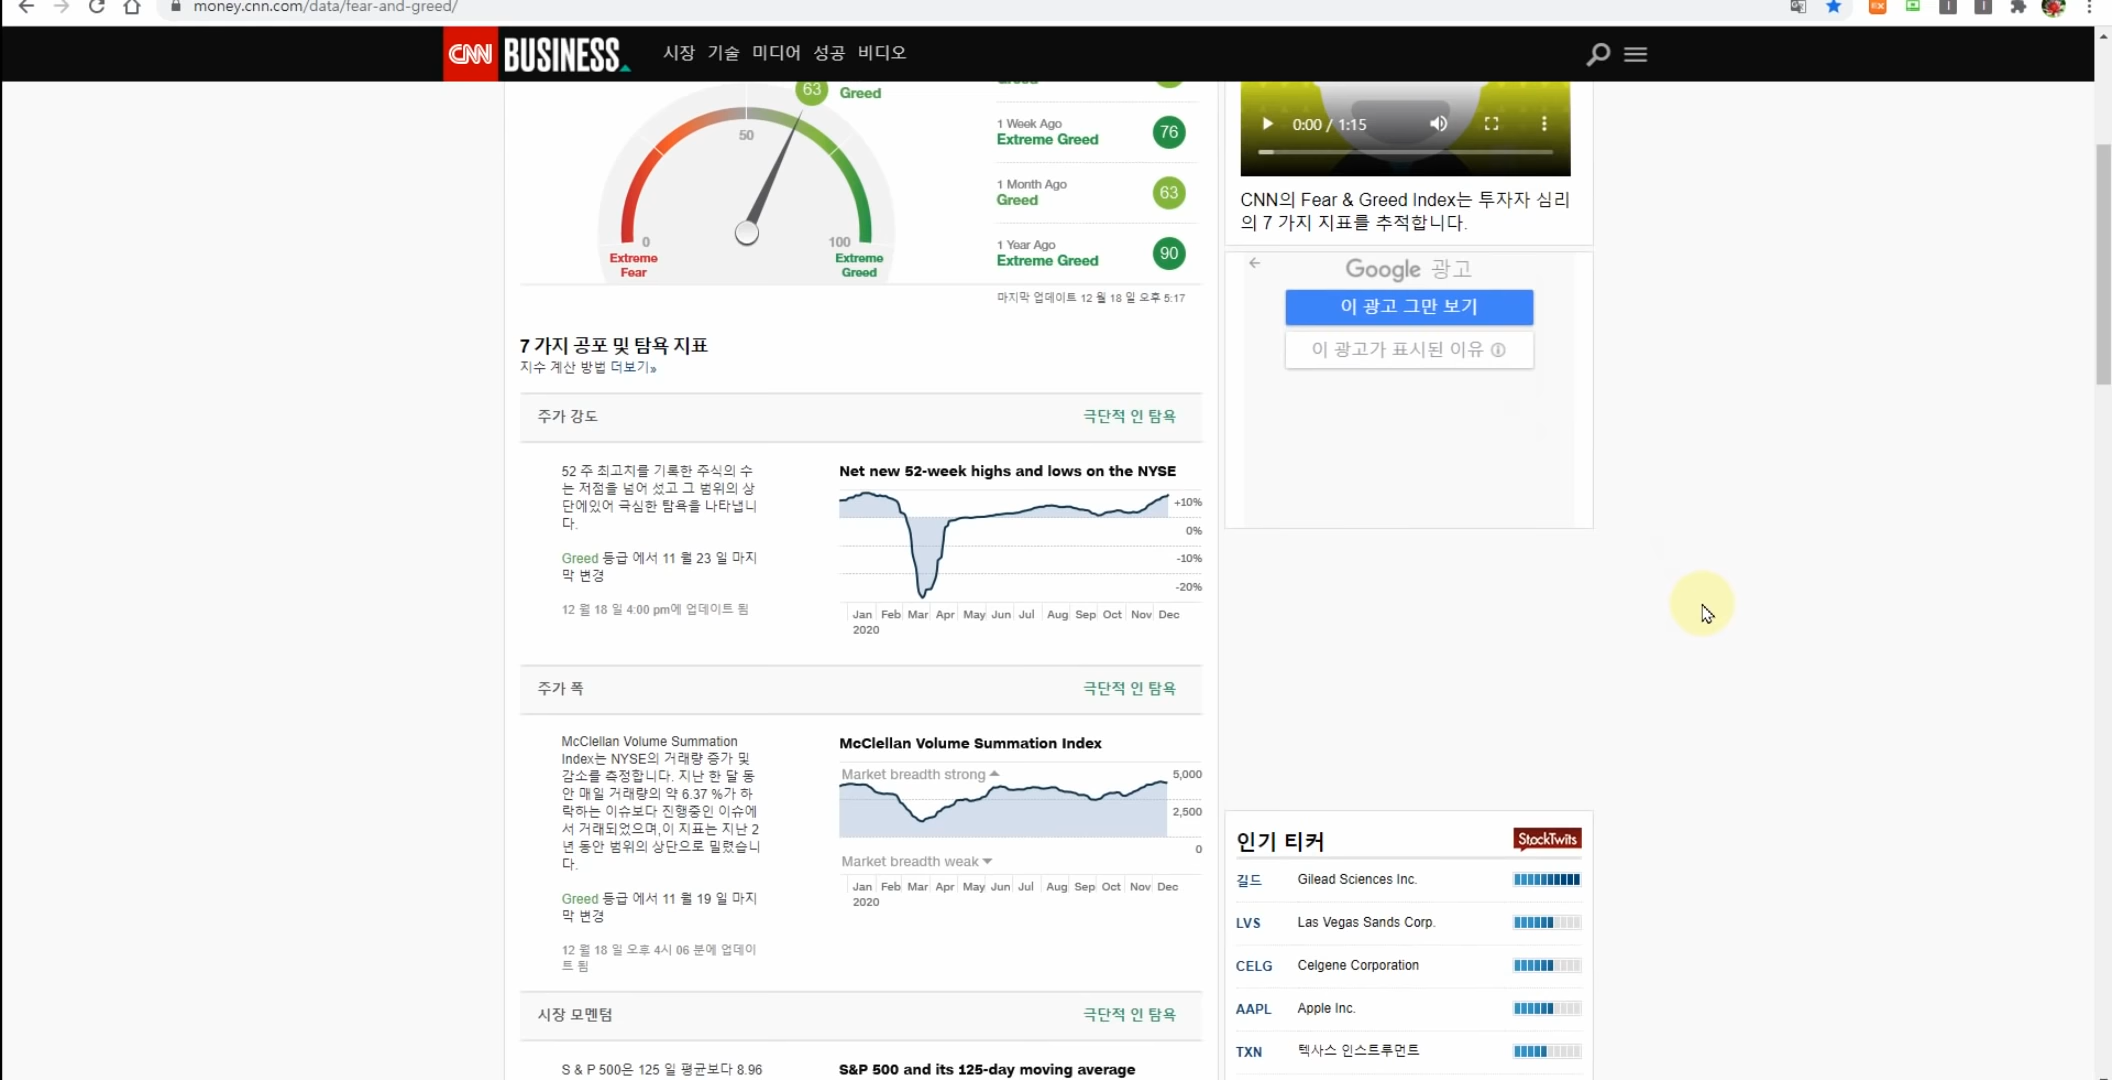 money.cnn.com/data/fear-and-greed/
CNN BUSINESS
시장 기술 미디어 성공 비디오
63
Greed
50
0
100
Extreme
Fear
Extreme
Greed
1 Week Ago
Extreme Greed
76
1 Month Ago
Greed
63
1 Year Ago
Extreme Greed
90
마지막 업데이트 12 월 18 일 오후 5:17
7 가지 공포 및 탐욕 지표
지수 계산 방법 더보기»
주가 강도
극단적 인 탐욕
52 주 최고치를 기록한 주식의 수
는 저점을 넘어 섰고 그 범위의 상
단에있어 극심한 탐욕을 나타냅니
다.
Greed 등급 에서 11 월 23 일 마지
막 변경
12 월 18 일 4:00 pm에 업데이트 됨
Net new 52-week highs and lows on the NYSE
+10%
0%
-10%
-20%
Jan Feb Mar Apr May Jun Jul Aug Sep Oct Nov Dec
2020
주가 폭
극단적 인 탐욕
McClellan Volume Summation
Index는 NYSE의 거래량 증가 및
감소를 측정합니다. 지난 한 달 동
안 매일 거래량의 약 6.37 %가 하
락하는 이슈보다 진행중인 이슈에
서 거래되었으며,이 지표는 지난 2
년 동안 범위의 상단으로 밀렸습니
다.
Greed 등급 에서 11 월 19 일 마지
막 변경
12 월 18 일 오후 4시 06 분에 업데이
트 됨
McClellan Volume Summation Index
Market breadth strong
5,000
2,500
0
Market breadth weak
Jan Feb Mar Apr May Jun Jul Aug Sep Oct Nov Dec
2020
시장 모멘텀
극단적 인 탐욕
S & P 500은 125 일 평균보다 8.96
S&P 500 and its 125-day moving average
0:00 / 1:15
CNN의 Fear & Greed Index는 투자자 심리
의 7 가지 지표를 추적합니다.
Google 광고
이 광고 그만 보기
이 광고가 표시된 이유
인기 티커
StockTwits
길드 Gilead Sciences Inc.
LVS Las Vegas Sands Corp.
CELG Celgene Corporation
AAPL Apple Inc.
TXN 텍사스 인스트루먼트